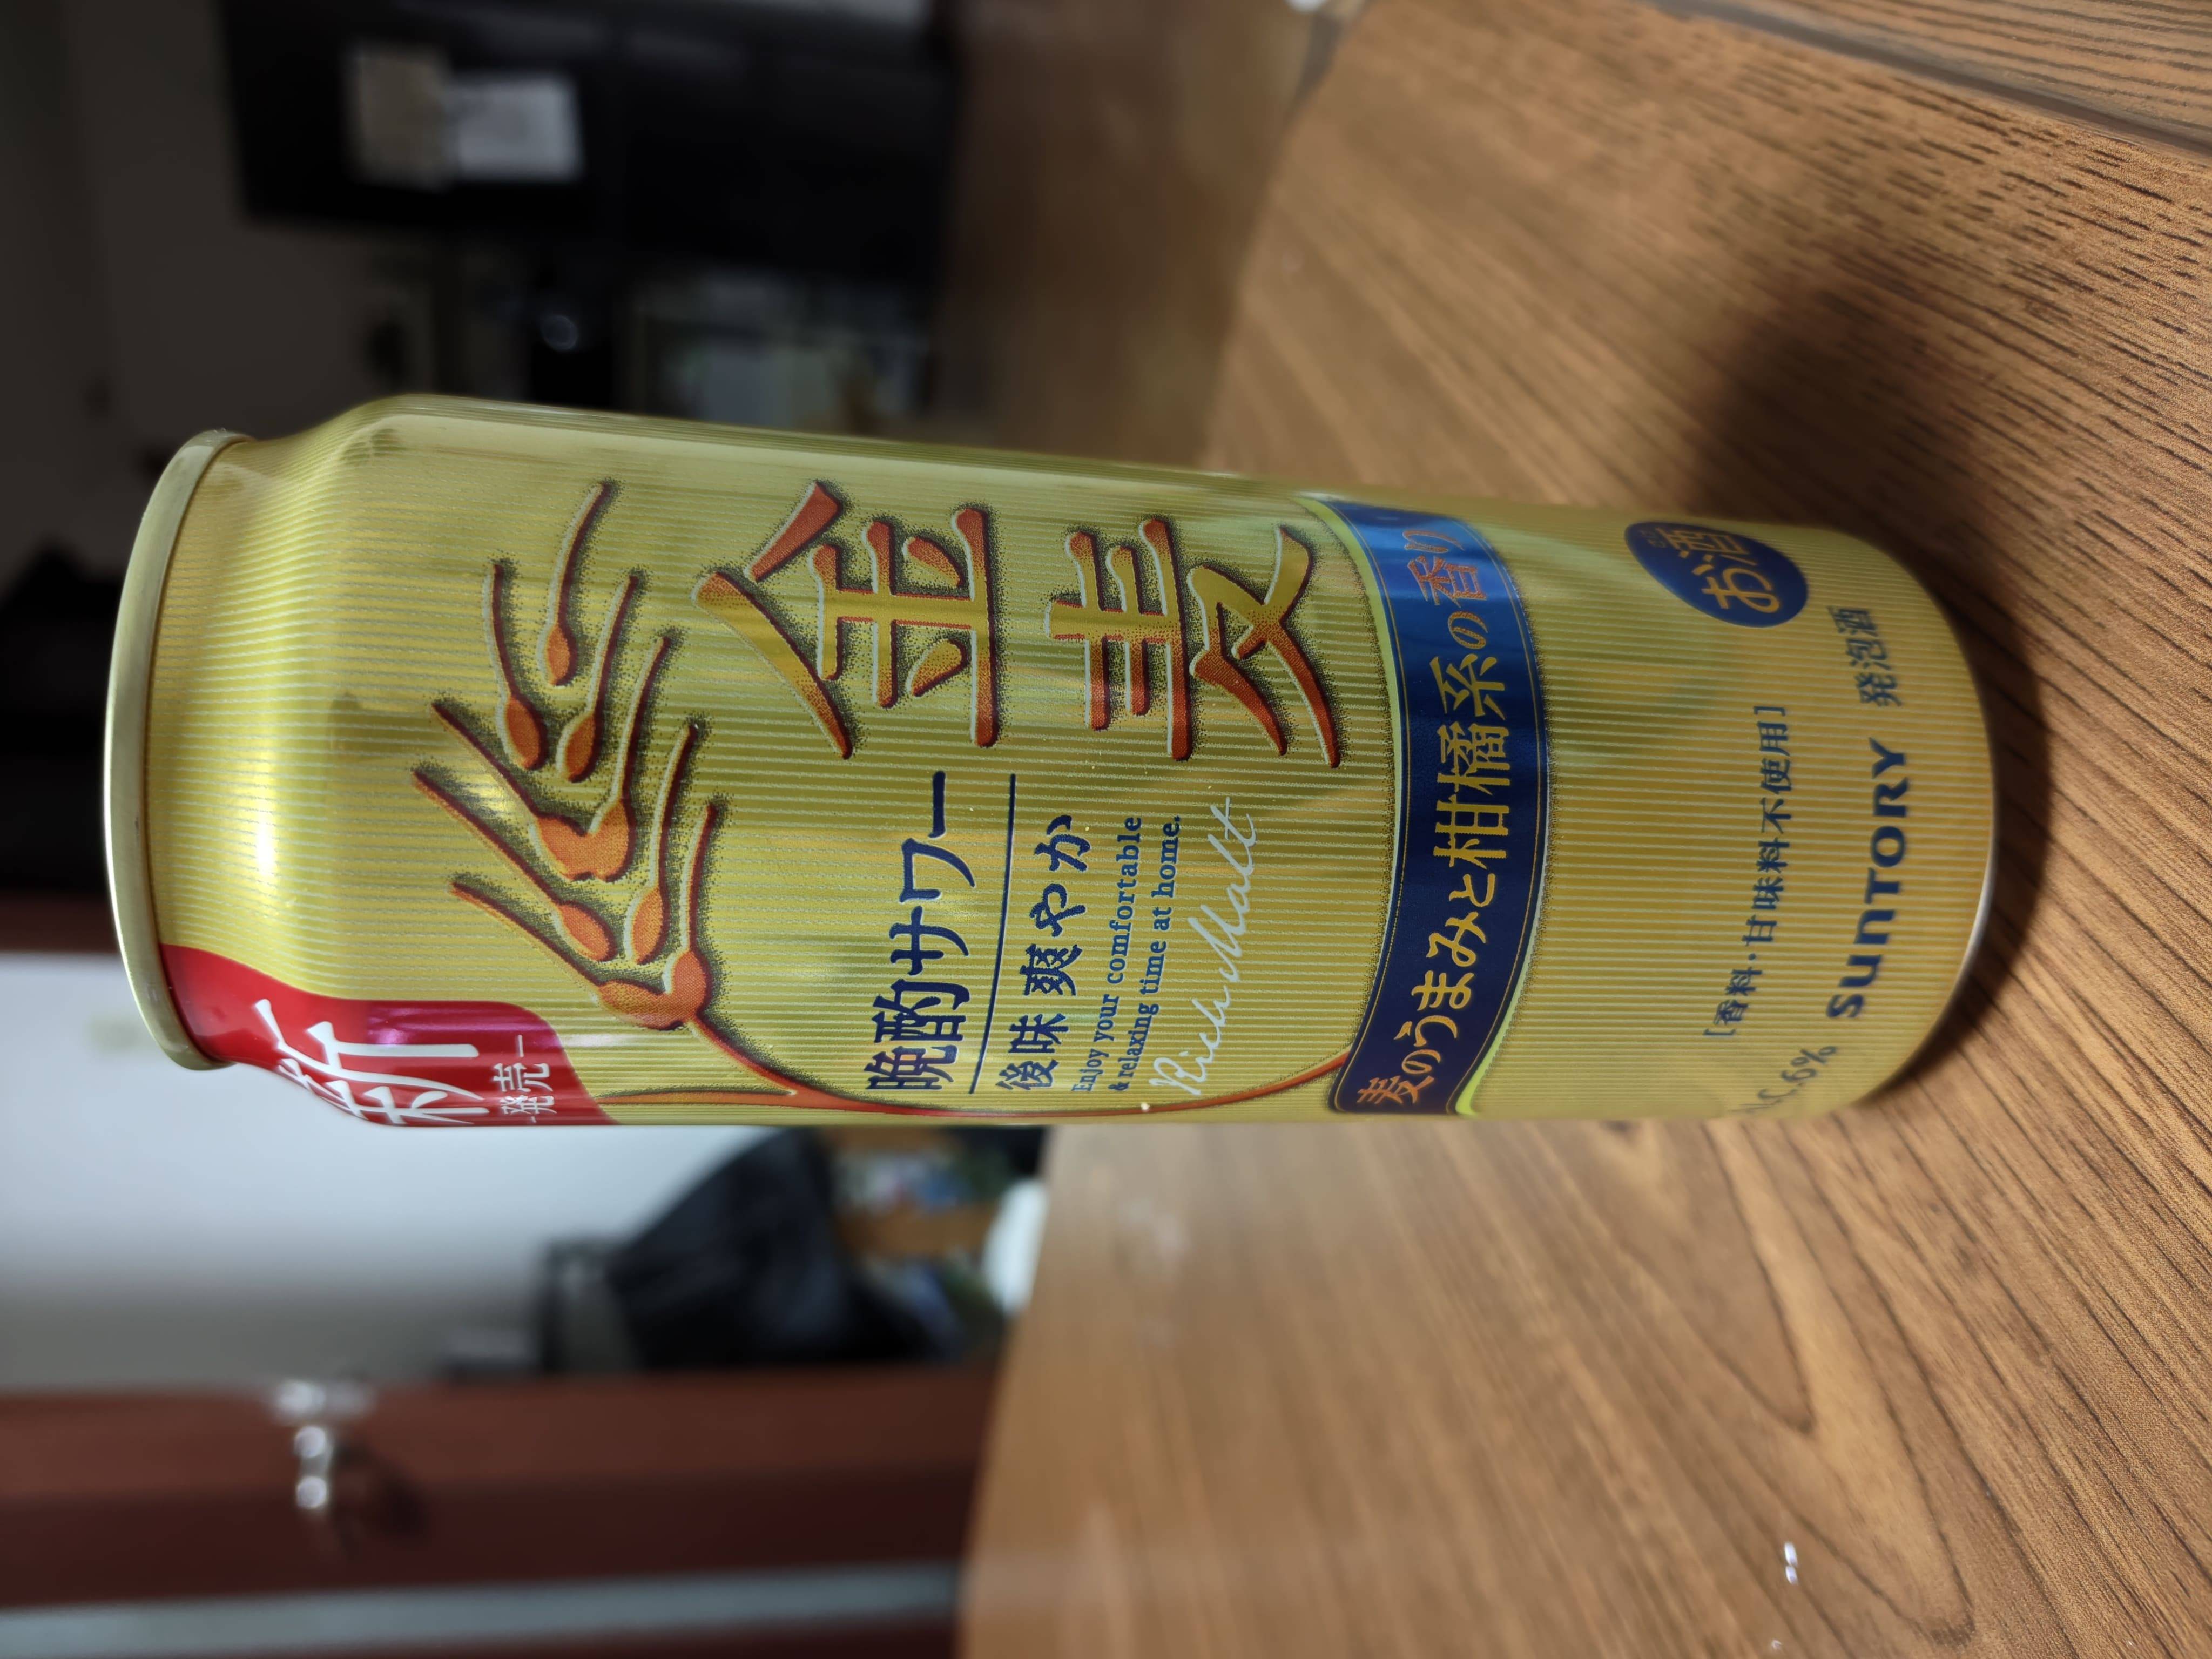 新
発売
金麦
晩酌サワー
後味爽やか
Enjoy your comfortable
& relaxing time at home.
Rich Malt
麦のうまみと柑橘系の香り
お酒
[香料・甘味料不使用]
ALC.6%
SUNTORY 発泡酒